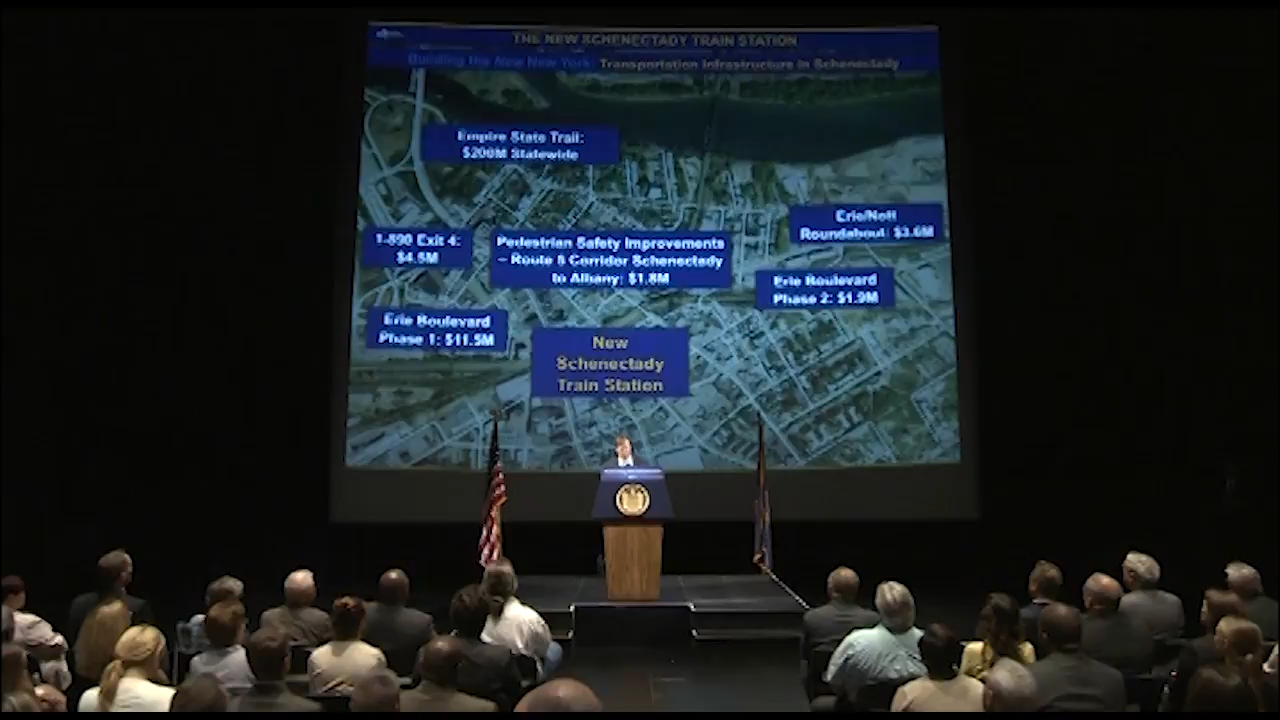 THE NEW SCHENECTADY TRAIN STATION
Building the New New York: Transportation Infrastructure in Schenectady
Empire State Trail:
$200M Statewide
Erie/Nott
Roundabout: $3.6M
I-890 Exit 4:
$4.5M
Pedestrian Safety Improvements
– Route 5 Corridor Schenectady
to Albany: $1.8M
Erie Boulevard
Phase 2: $1.9M
Erie Boulevard
Phase 1: $11.5M
New
Schenectady
Train Station